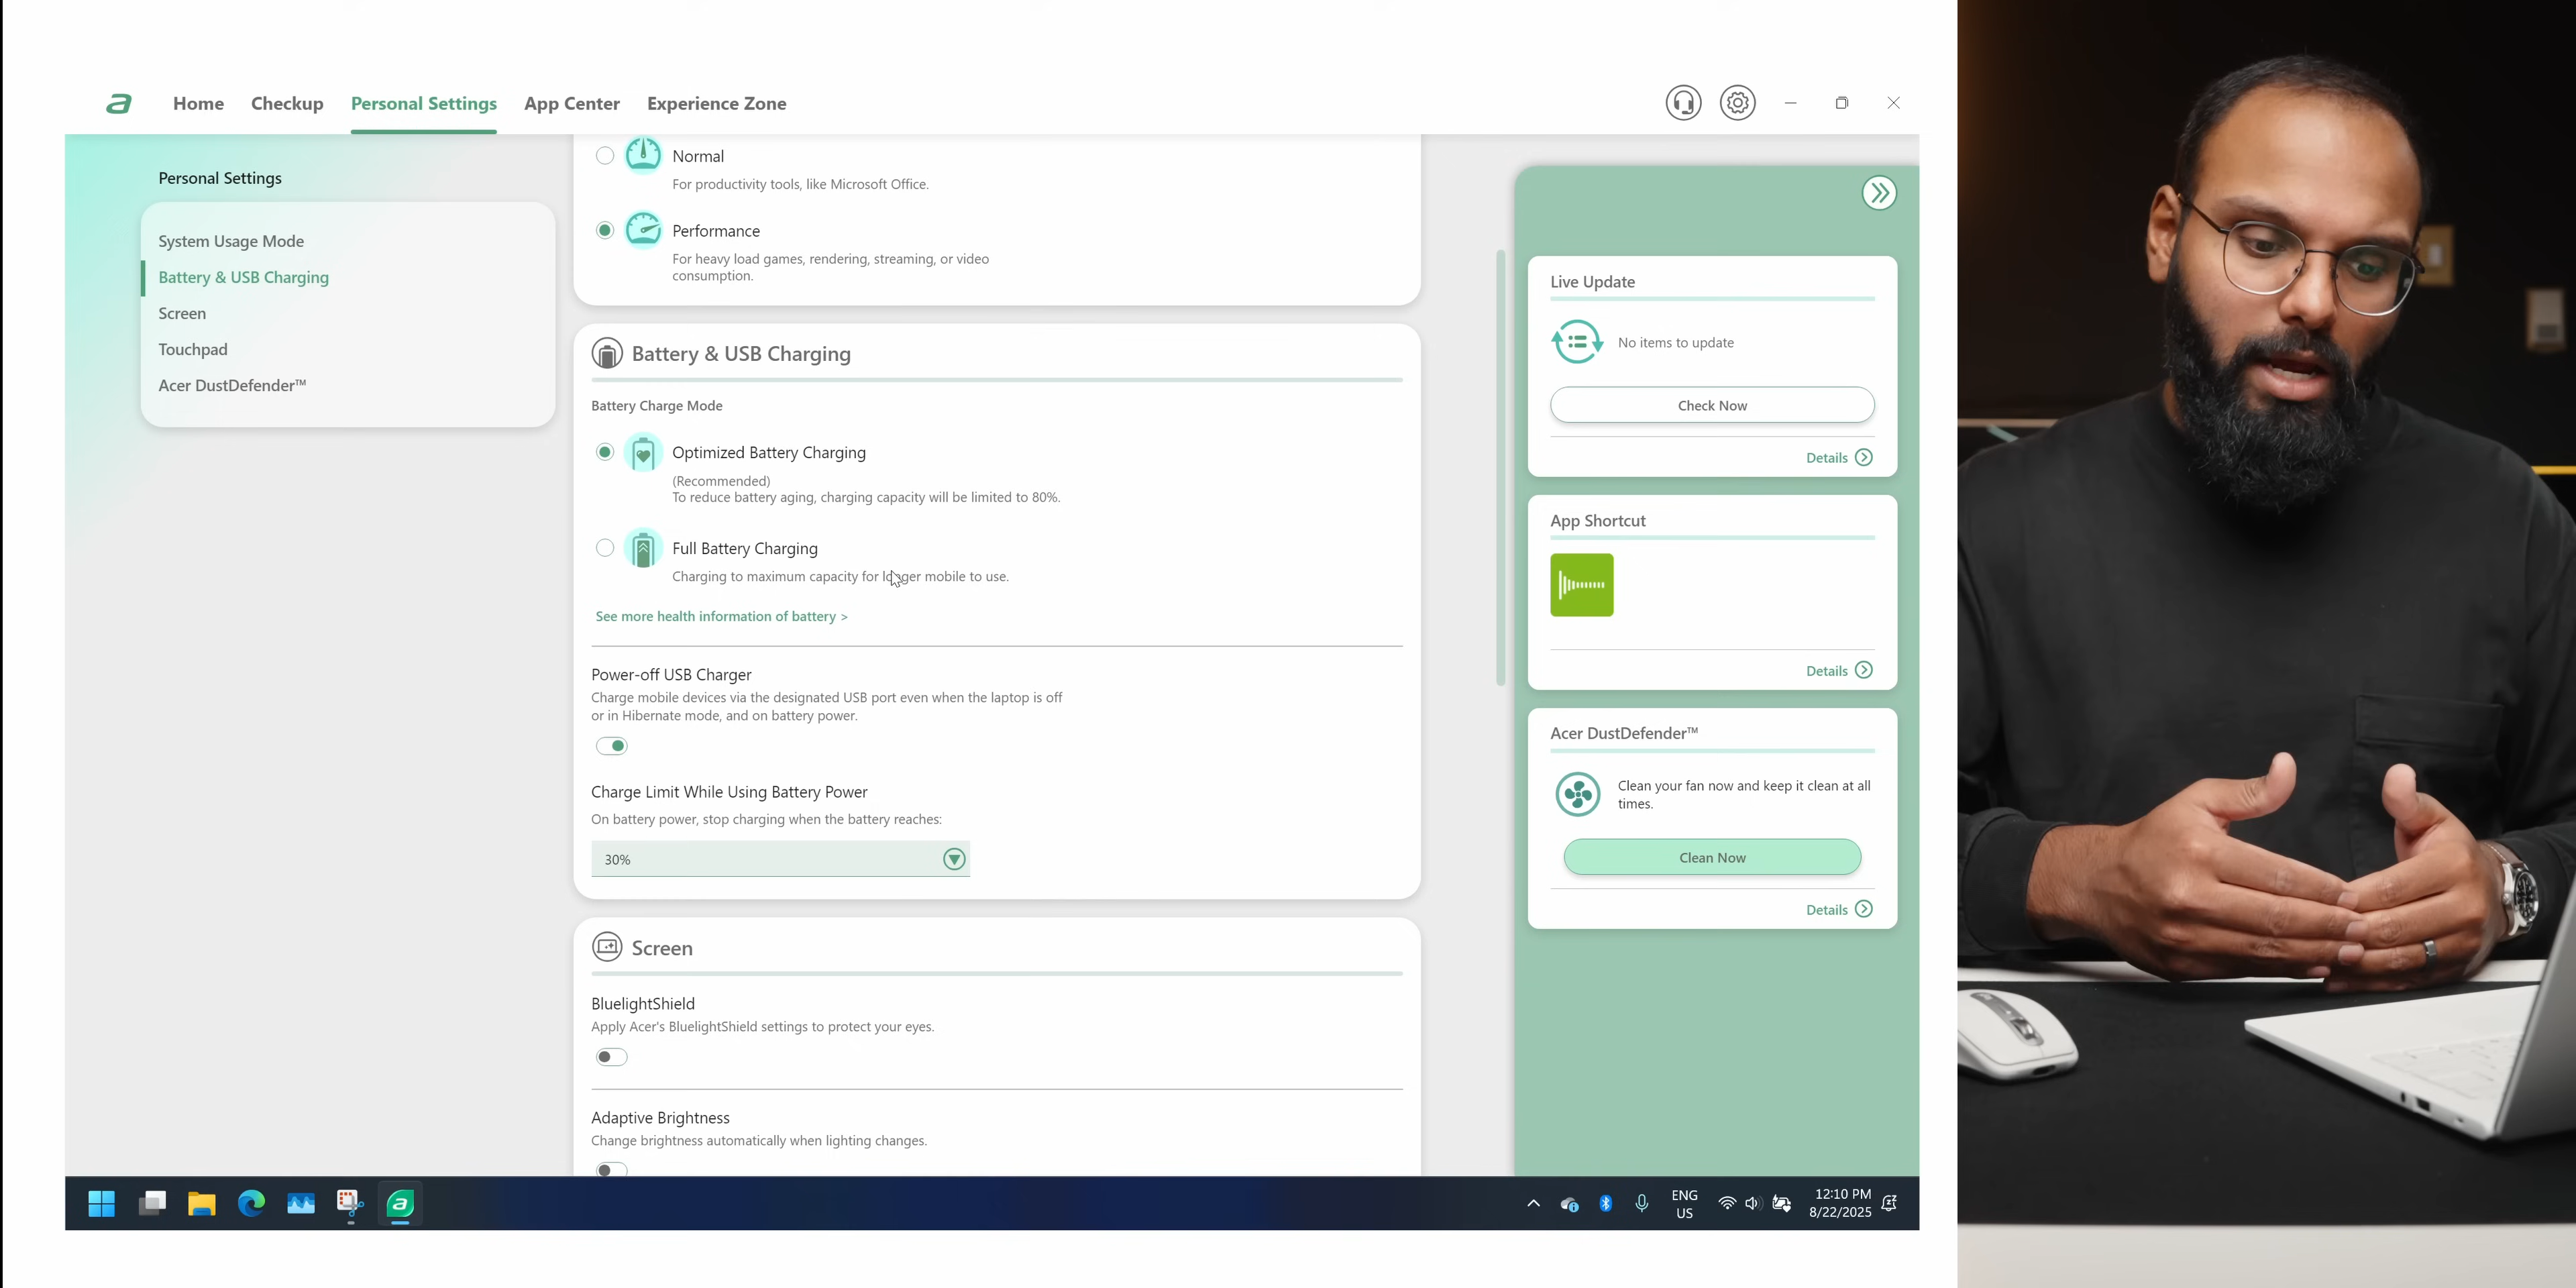 a Home Checkup Personal Settings App Center Experience Zone
Personal Settings
System Usage Mode
Battery & USB Charging
Screen
Touchpad
Acer DustDefender™
Normal
For productivity tools, like Microsoft Office.
Performance
For heavy load games, rendering, streaming, or video
consumption.
Battery & USB Charging
Battery Charge Mode
Optimized Battery Charging
(Recommended)
To reduce battery aging, charging capacity will be limited to 80%.
Full Battery Charging
Charging to maximum capacity for longer mobile to use.
See more health information of battery >
Power-off USB Charger
Charge mobile devices via the designated USB port even when the laptop is off
or in Hibernate mode, and on battery power.
Charge Limit While Using Battery Power
On battery power, stop charging when the battery reaches:
30%
Screen
BluelightShield
Apply Acer's BluelightShield settings to protect your eyes.
Adaptive Brightness
Change brightness automatically when lighting changes.
Live Update
No items to update
Check Now
Details
App Shortcut
Details
Acer DustDefender™
Clean your fan now and keep it clean at all
times.
Clean Now
Details
a
ENG
US
12:10 PM
8/22/2025